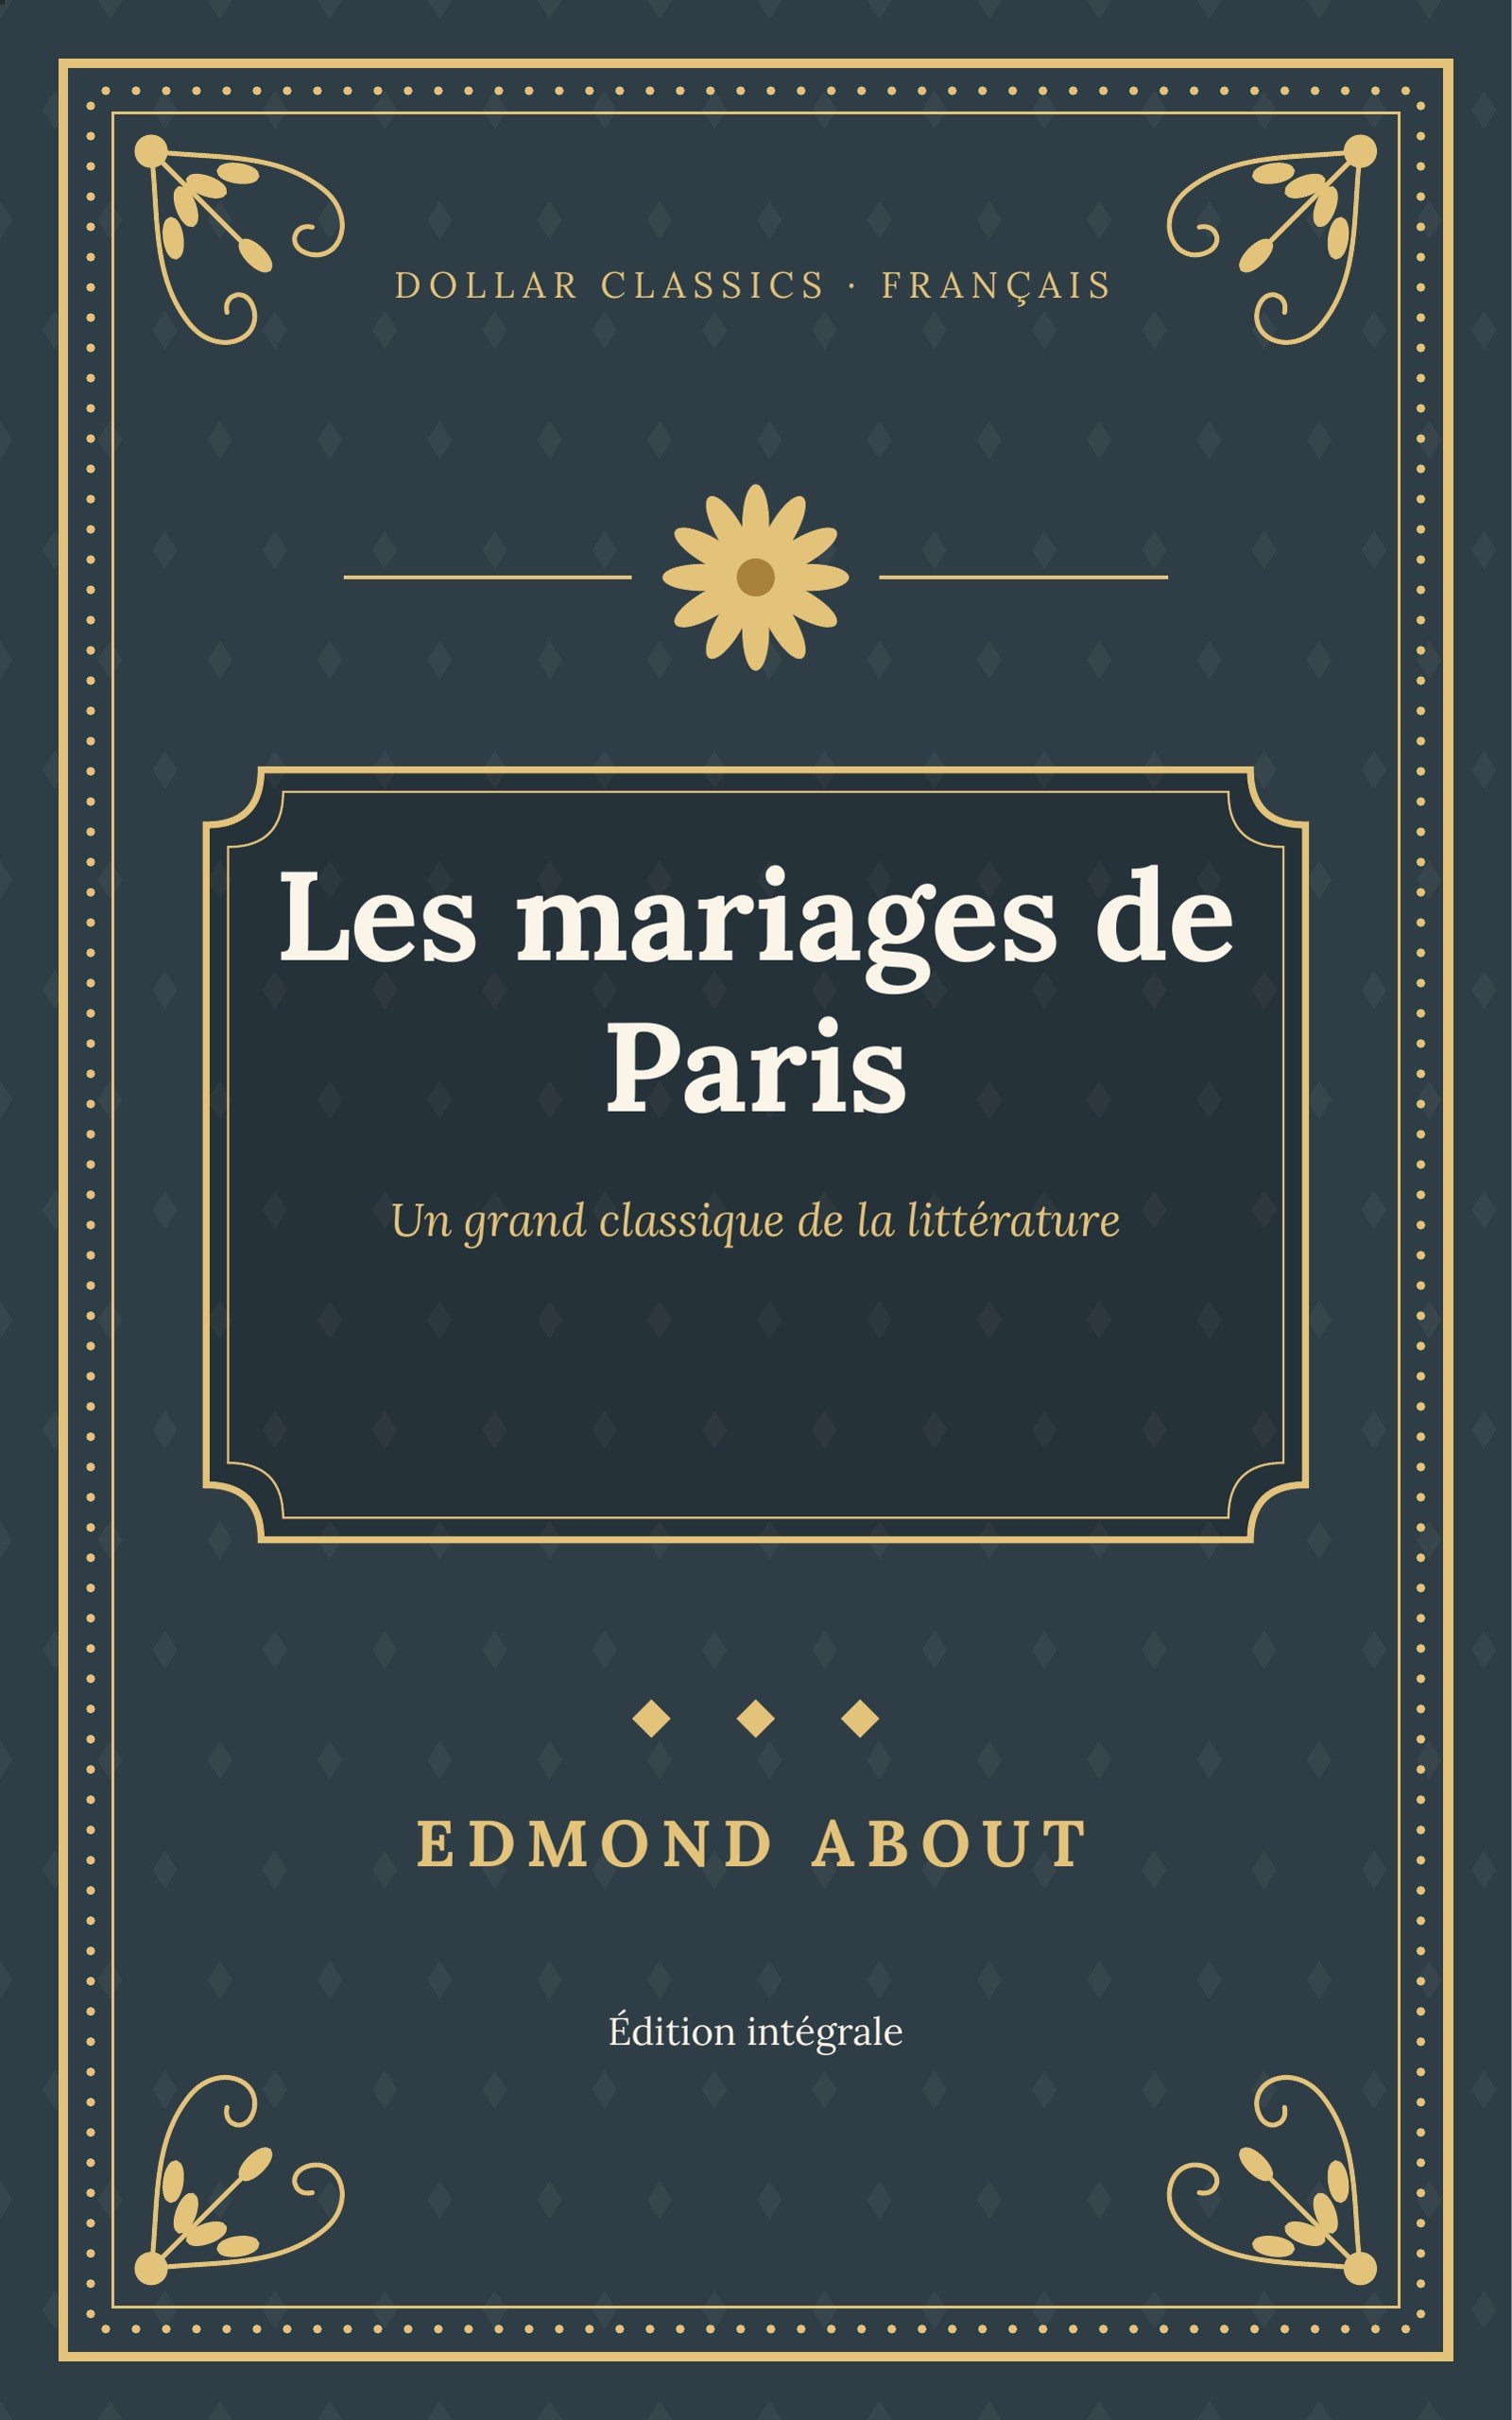 DOLLAR CLASSICS · FRANÇAIS
Les mariages de
Paris
Un grand classique de la littérature
EDMOND ABOUT
Édition intégrale